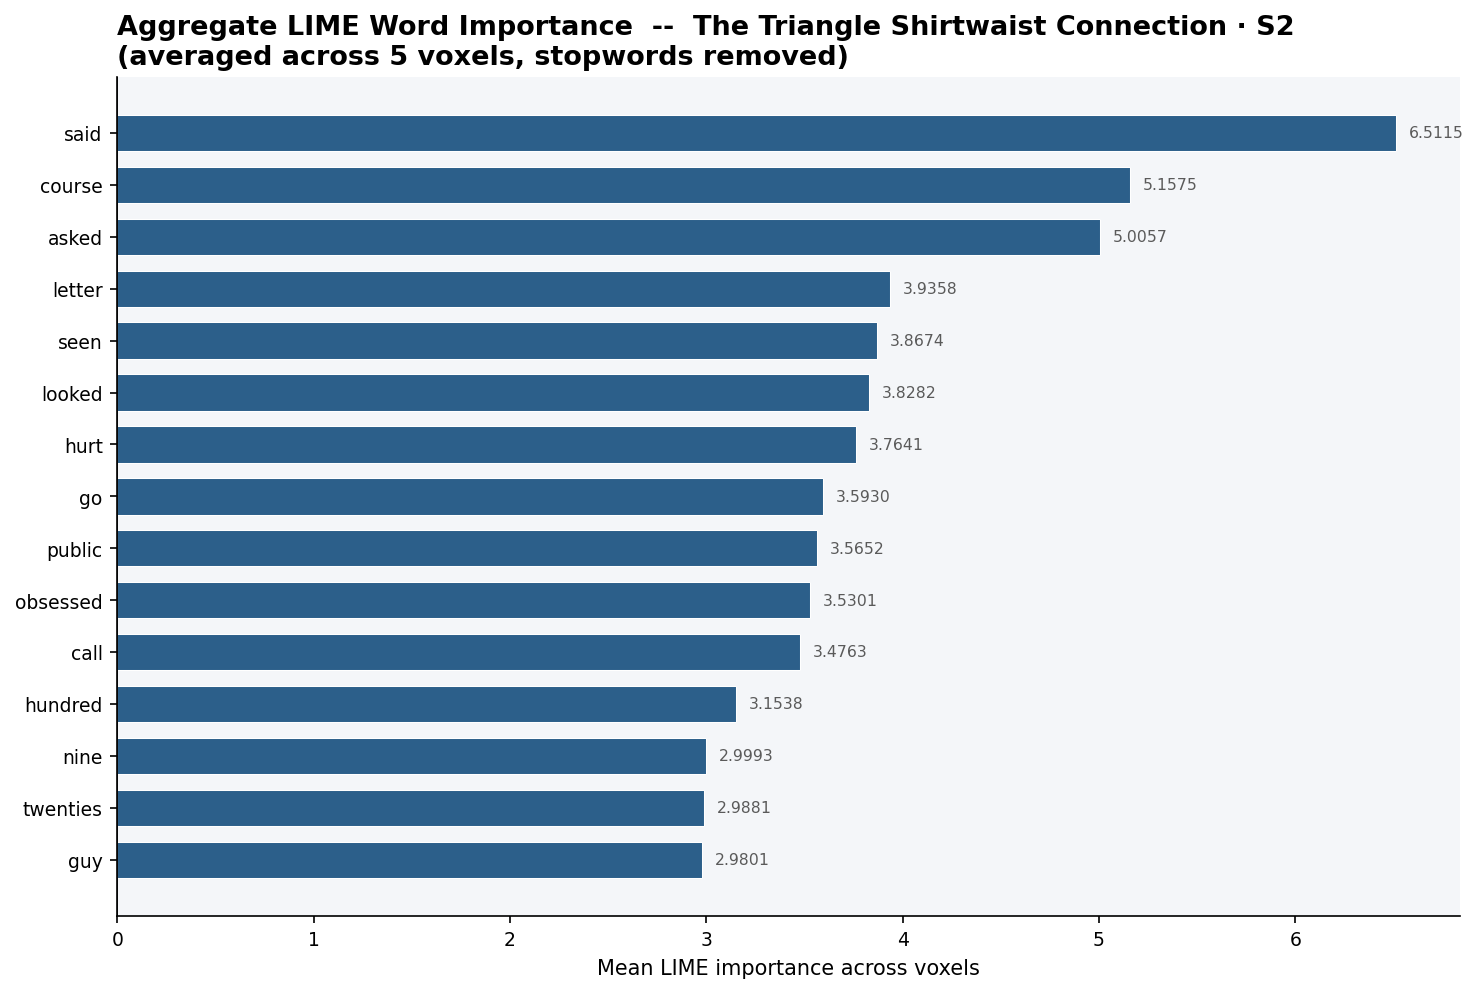 Aggregate LIME Word Importance  --  The Triangle Shirtwaist Connection · S2
(averaged across 5 voxels, stopwords removed)
said 6.5115
course 5.1575
asked 5.0057
letter 3.9358
seen 3.8674
looked 3.8282
hurt 3.7641
go 3.5930
public 3.5652
obsessed 3.5301
call 3.4763
hundred 3.1538
nine 2.9993
twenties 2.9881
guy 2.9801
0 1 2 3 4 5 6
Mean LIME importance across voxels